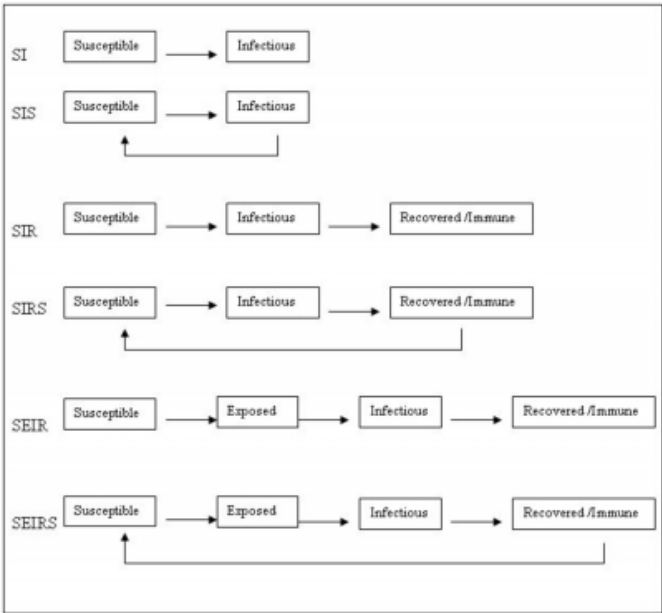 SI Susceptible Infectious
SIS Susceptible Infectious
SIR Susceptible Infectious Recovered /Immune
SIRS Susceptible Infectious Recovered /Immune
SEIR Susceptible Exposed Infectious Recovered /Immune
SEIRS Susceptible Exposed Infectious Recovered /Immune